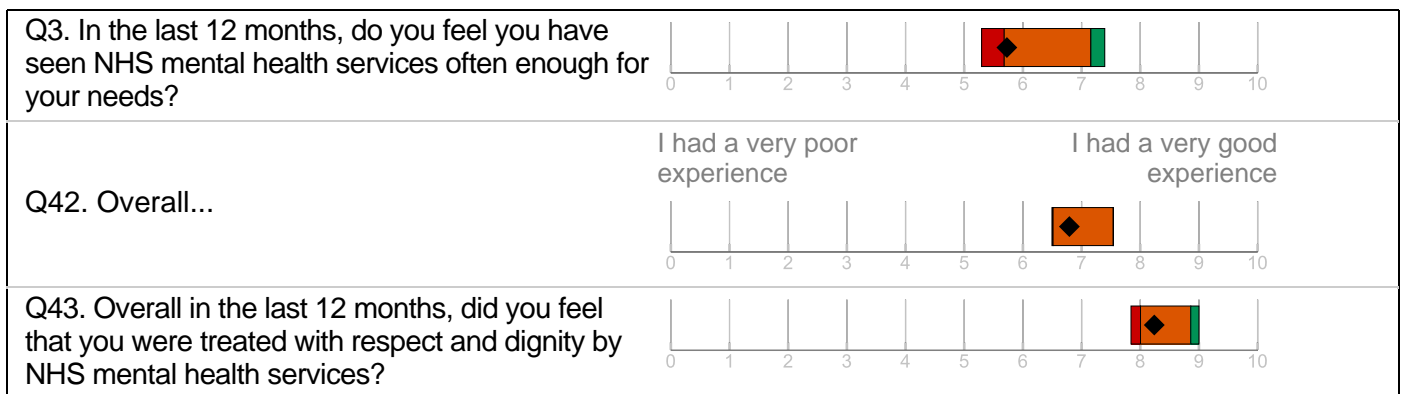 Q3. In the last 12 months, do you feel you have
seen NHS mental health services often enough for
your needs?
0 1 2 3 4 5 6 7 8 9 10
I had a very poor
experience
I had a very good
experience
Q42. Overall...
0 1 2 3 4 5 6 7 8 9 10
Q43. Overall in the last 12 months, did you feel
that you were treated with respect and dignity by
NHS mental health services?
0 1 2 3 4 5 6 7 8 9 10